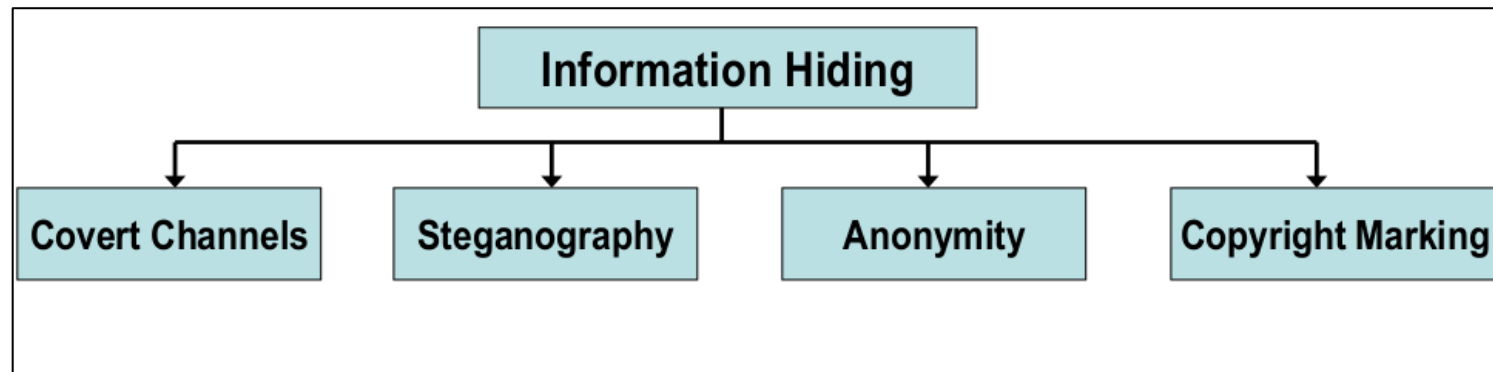 Information Hiding
Covert Channels
Steganography
Anonymity
Copyright Marking